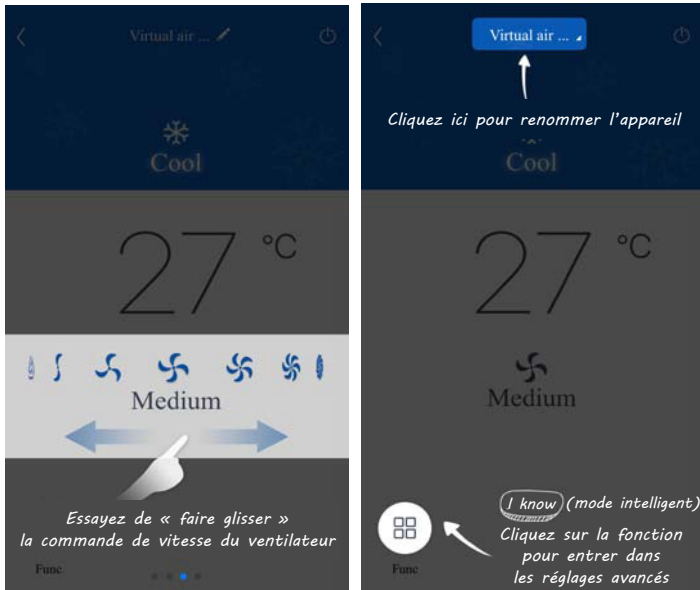 Virtual air ...
Cool
27 °C
Medium
Essayez de « faire glisser »
la commande de vitesse du ventilateur
Func
Virtual air ...
Cliquez ici pour renommer l'appareil
Cool
27 °C
Medium
I know (mode intelligent)
Cliquez sur la fonction
pour entrer dans
les réglages avancés
Func